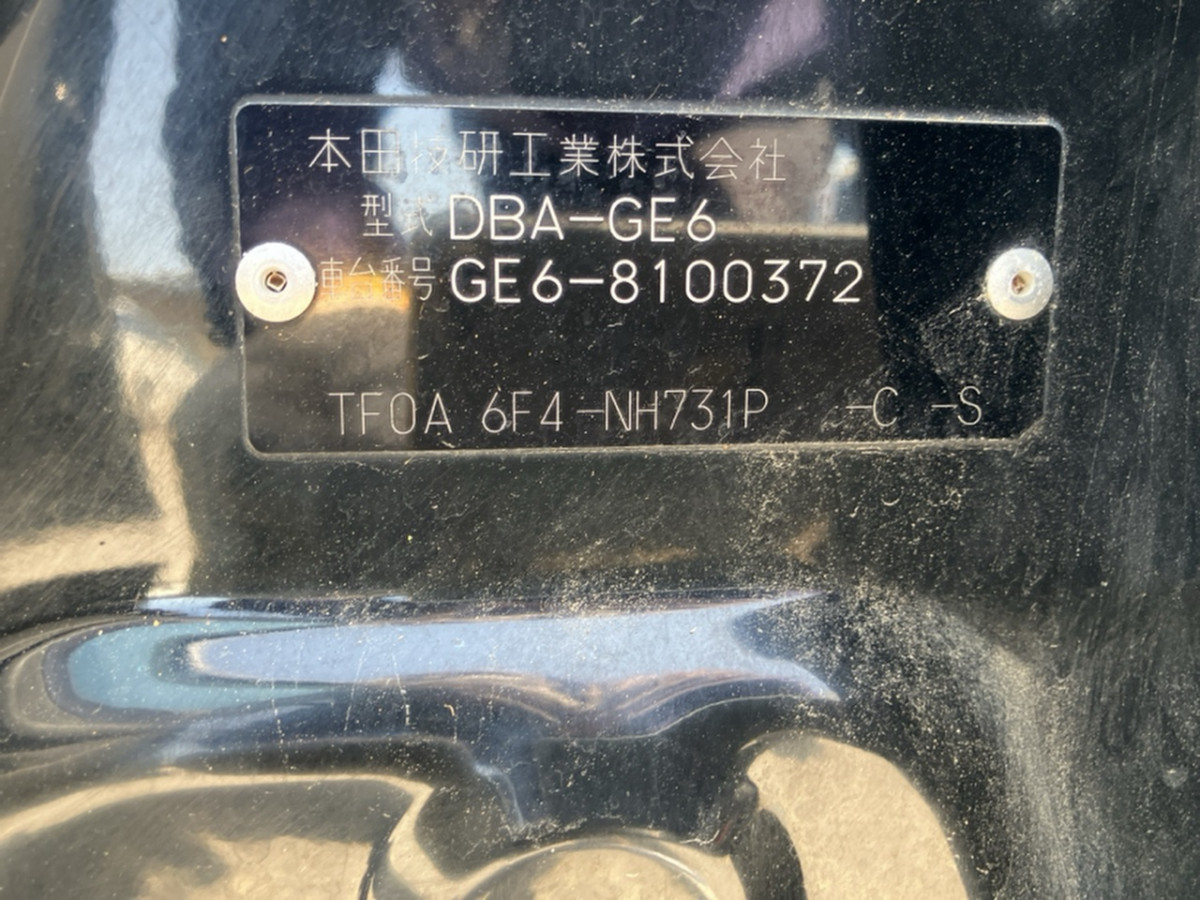 本田技研工業株式会社
型式 DBA-GE6
車台番号 GE6-8100372
TF0A 6F4-NH731P -C -S